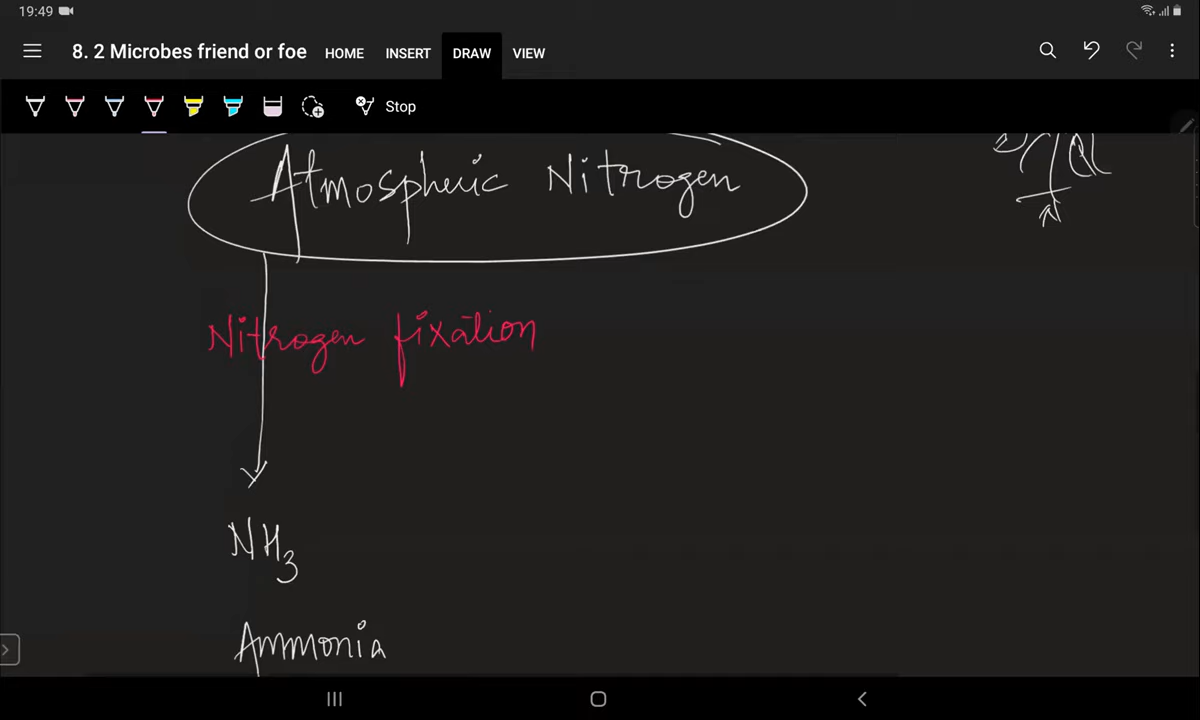 19:49
8. 2 Microbes friend or foe HOME INSERT DRAW VIEW
Stop
Atmospheric Nitrogen
Nitrogen fixation
NH3
Ammonia